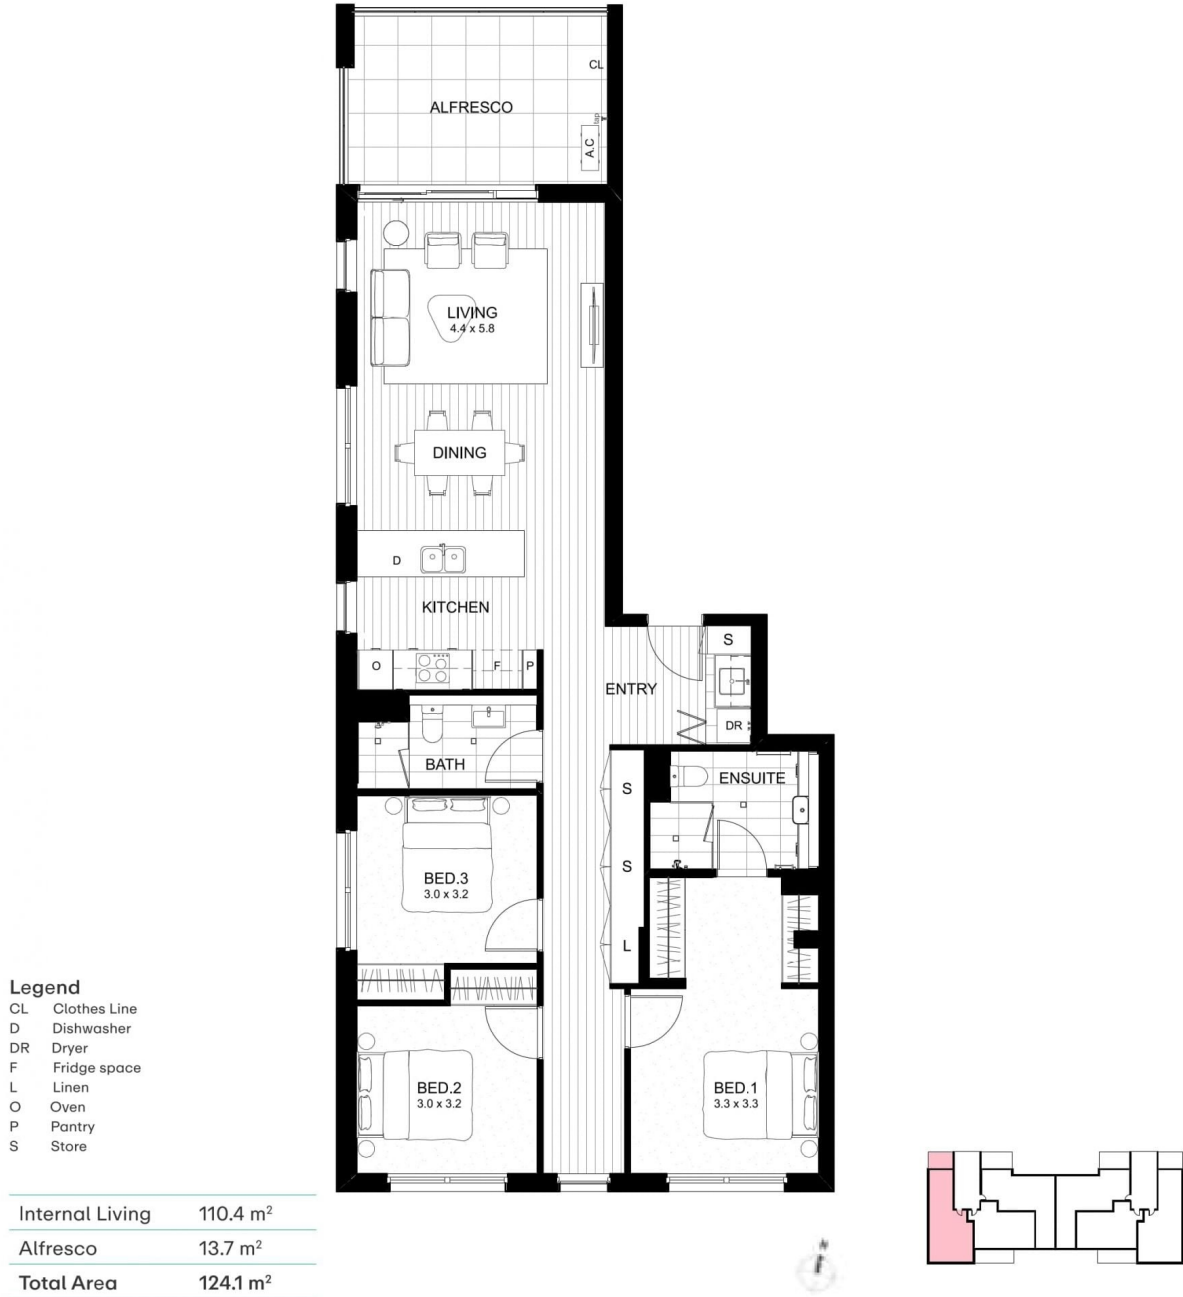 CL
ALFRESCO
tap
A.C
LIVING
4.4 x 5.8
DINING
D
KITCHEN
O
F
P
S
ENTRY
DR
BATH
ENSUITE
S
S
L
BED.3
3.0 x 3.2
BED.2
3.0 x 3.2
BED.1
3.3 x 3.3
Legend
CL Clothes Line
D Dishwasher
DR Dryer
F Fridge space
L Linen
O Oven
P Pantry
S Store
Internal Living 110.4 m²
Alfresco 13.7 m²
Total Area 124.1 m²